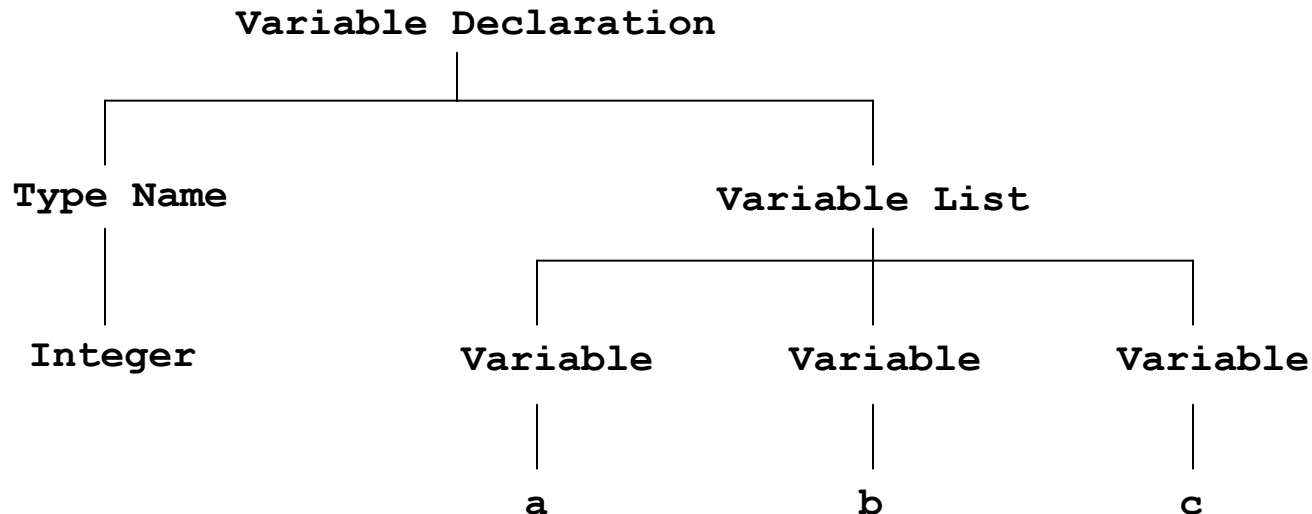 Variable Declaration
Type Name
Variable List
Integer
Variable
Variable
Variable
a
b
c